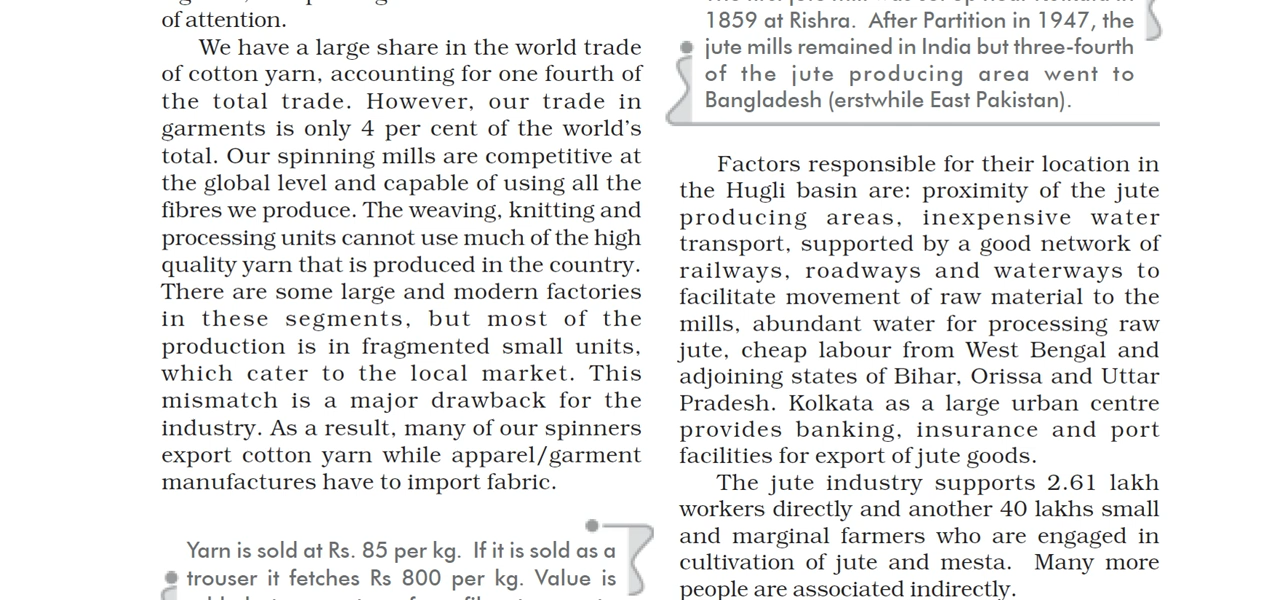 of attention.
We have a large share in the world trade
of cotton yarn, accounting for one fourth of
the total trade. However, our trade in
garments is only 4 per cent of the world's
total. Our spinning mills are competitive at
the global level and capable of using all the
fibres we produce. The weaving, knitting and
processing units cannot use much of the high
quality yarn that is produced in the country.
There are some large and modern factories
in these segments, but most of the
production is in fragmented small units,
which cater to the local market. This
mismatch is a major drawback for the
industry. As a result, many of our spinners
export cotton yarn while apparel/garment
manufactures have to import fabric.
Yarn is sold at Rs. 85 per kg. If it is sold as a
trouser it fetches Rs 800 per kg. Value is
1859 at Rishra. After Partition in 1947, the
jute mills remained in India but three-fourth
of the jute producing area went to
Bangladesh (erstwhile East Pakistan).
Factors responsible for their location in
the Hugli basin are: proximity of the jute
producing areas, inexpensive water
transport, supported by a good network of
railways, roadways and waterways to
facilitate movement of raw material to the
mills, abundant water for processing raw
jute, cheap labour from West Bengal and
adjoining states of Bihar, Orissa and Uttar
Pradesh. Kolkata as a large urban centre
provides banking, insurance and port
facilities for export of jute goods.
The jute industry supports 2.61 lakh
workers directly and another 40 lakhs small
and marginal farmers who are engaged in
cultivation of jute and mesta. Many more
people are associated indirectly.